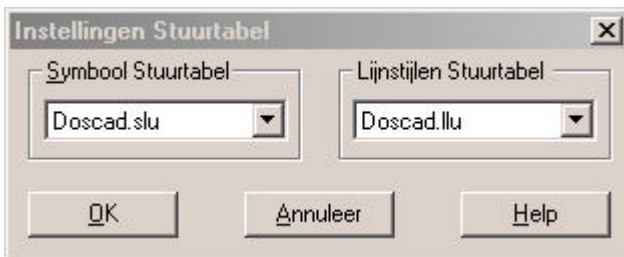 Instellingen Stuurtabel
Symbool Stuurtabel Lijnstijlen Stuurtabel
Doscad.slu Doscad.llu
OK Annuleer Help